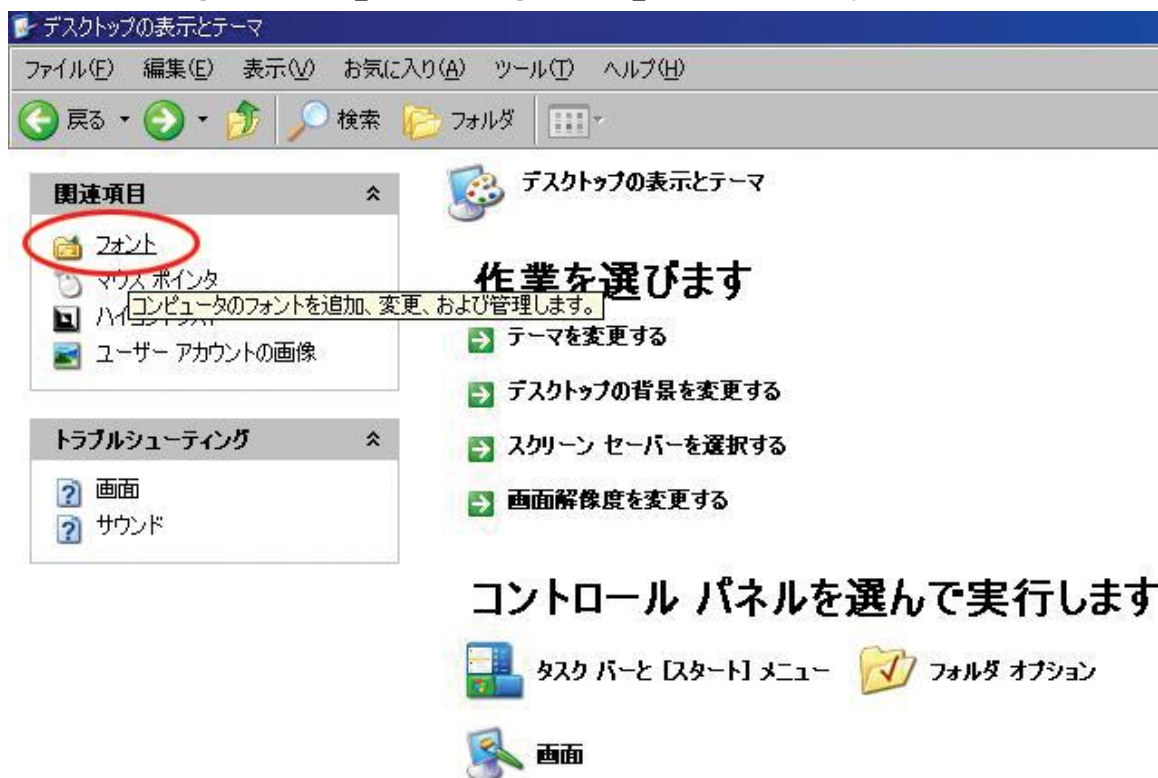 デスクトップの表示とテーマ
ファイル(F) 編集(E) 表示(V) お気に入り(A) ツール(T) ヘルプ(H)
戻る 検索 フォルダ
関連項目
フォント
マウス ポインタ
コンピュータのフォントを追加、変更、および管理します。
ユーザー アカウントの画像
トラブルシューティング
画面
サウンド
デスクトップの表示とテーマ
作業を選びます
テーマを変更する
デスクトップの背景を変更する
スクリーン セーバーを選択する
画面解像度を変更する
コントロール パネルを選んで実行します
タスク バーと [スタート] メニュー フォルダ オプション
画面